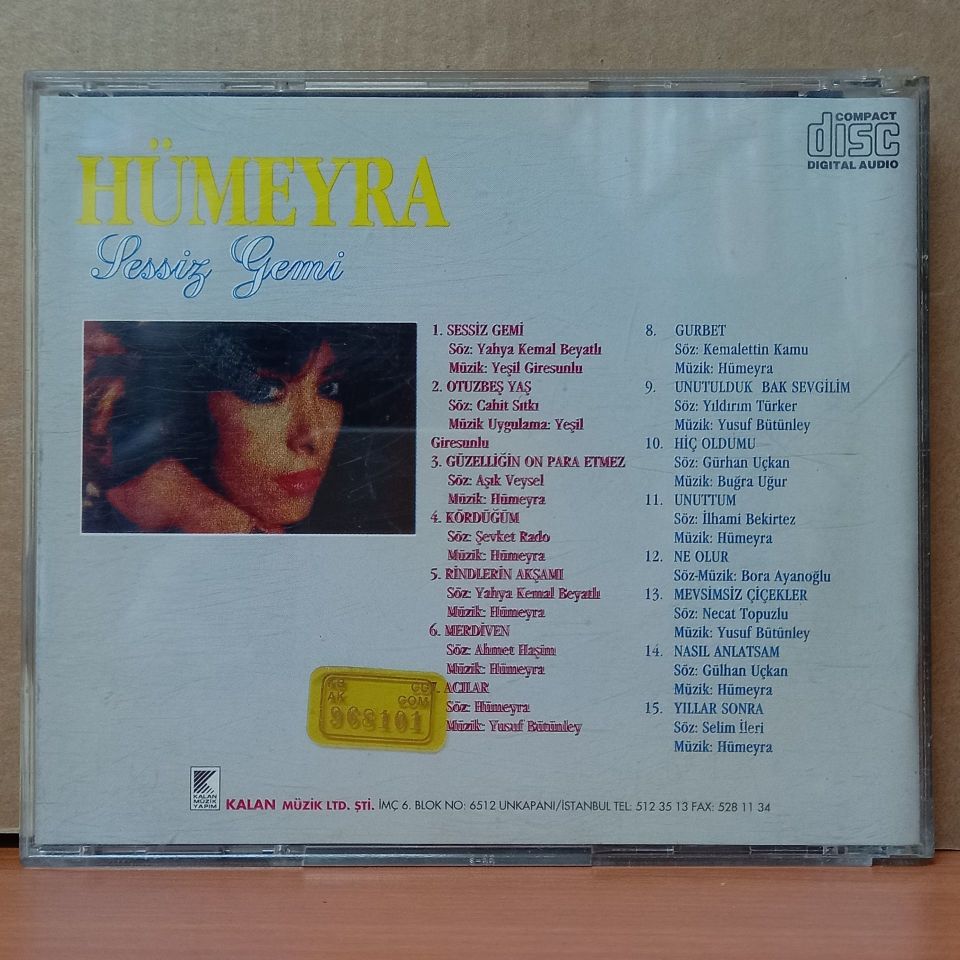 COMPACT
disc
DIGITAL AUDIO
HÜMEYRA
Sessiz Gemi
1. SESSİZ GEMİ
Söz: Yahya Kemal Beyatlı
Müzik: Yeşil Giresunlu
2. OTUZBEŞ YAŞ
Söz: Cahit Sıtkı
Müzik Uygulama: Yeşil
Giresunlu
3. GÜZELLİĞİN ON PARA ETMEZ
Söz: Aşık Veysel
Müzik: Hümeyra
4. KÖRDÜĞÜM
Söz: Şevket Rado
Müzik: Hümeyra
5. RİNDLERİN AKŞAMI
Söz: Yahya Kemal Beyatlı
Müzik: Hümeyra
6. MERDİVEN
Söz: Ahmet Haşim
Müzik: Hümeyra
7. ACILAR
Söz: Hümeyra
Müzik: Yusuf Bütünley
8. GURBET
Söz: Kemalettin Kamu
Müzik: Hümeyra
9. UNUTULDUK BAK SEVGİLİM
Söz: Yıldırım Türker
Müzik: Yusuf Bütünley
10. HİÇ OLDUMU
Söz: Gürhan Uçkan
Müzik: Buğra Uğur
11. UNUTTUM
Söz: İlhami Bekirtez
Müzik: Hümeyra
12. NE OLUR
Söz-Müzik: Bora Ayanoğlu
13. MEVSİMSİZ ÇİÇEKLER
Söz: Necat Topuzlu
Müzik: Yusuf Bütünley
14. NASIL ANLATSAM
Söz: Gülhan Uçkan
Müzik: Hümeyra
15. YILLAR SONRA
Söz: Selim İleri
Müzik: Hümeyra
968101
KALAN
MÜZİK
YAPIM
KALAN MÜZİK LTD. ŞTİ. İMÇ 6. BLOK NO: 6512 UNKAPANI/İSTANBUL TEL: 512 35 13 FAX: 528 11 34